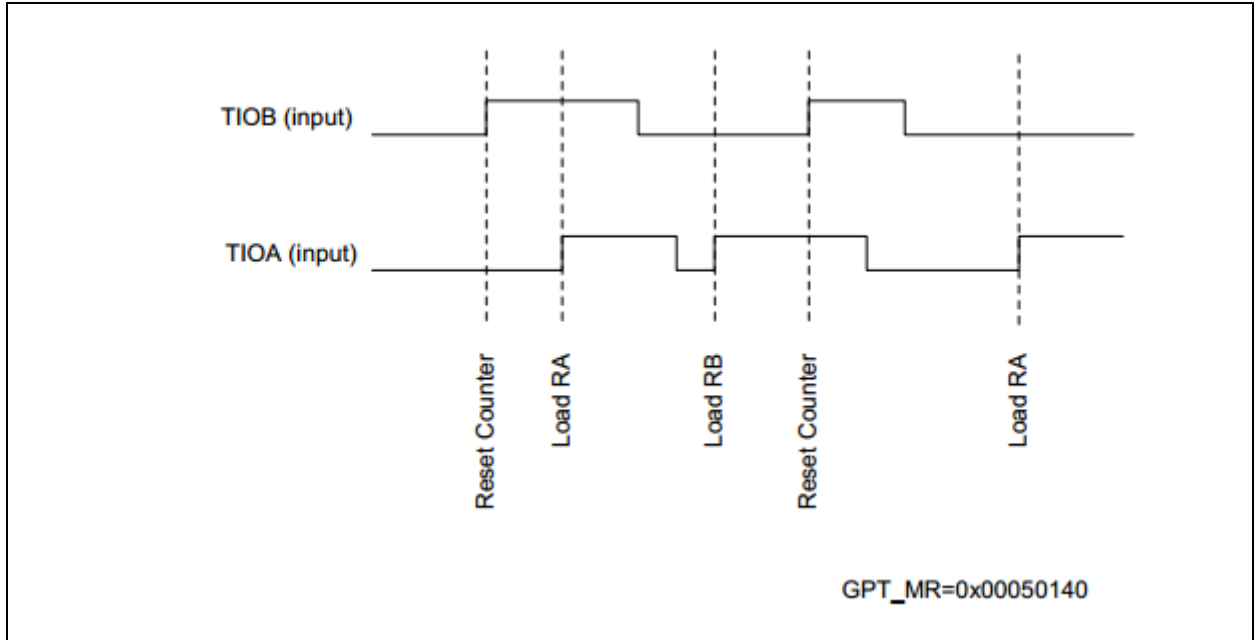 TIOB (input)
TIOA (input)
Reset Counter
Load RA
Load RB
Reset Counter
Load RA
GPT_MR=0x00050140